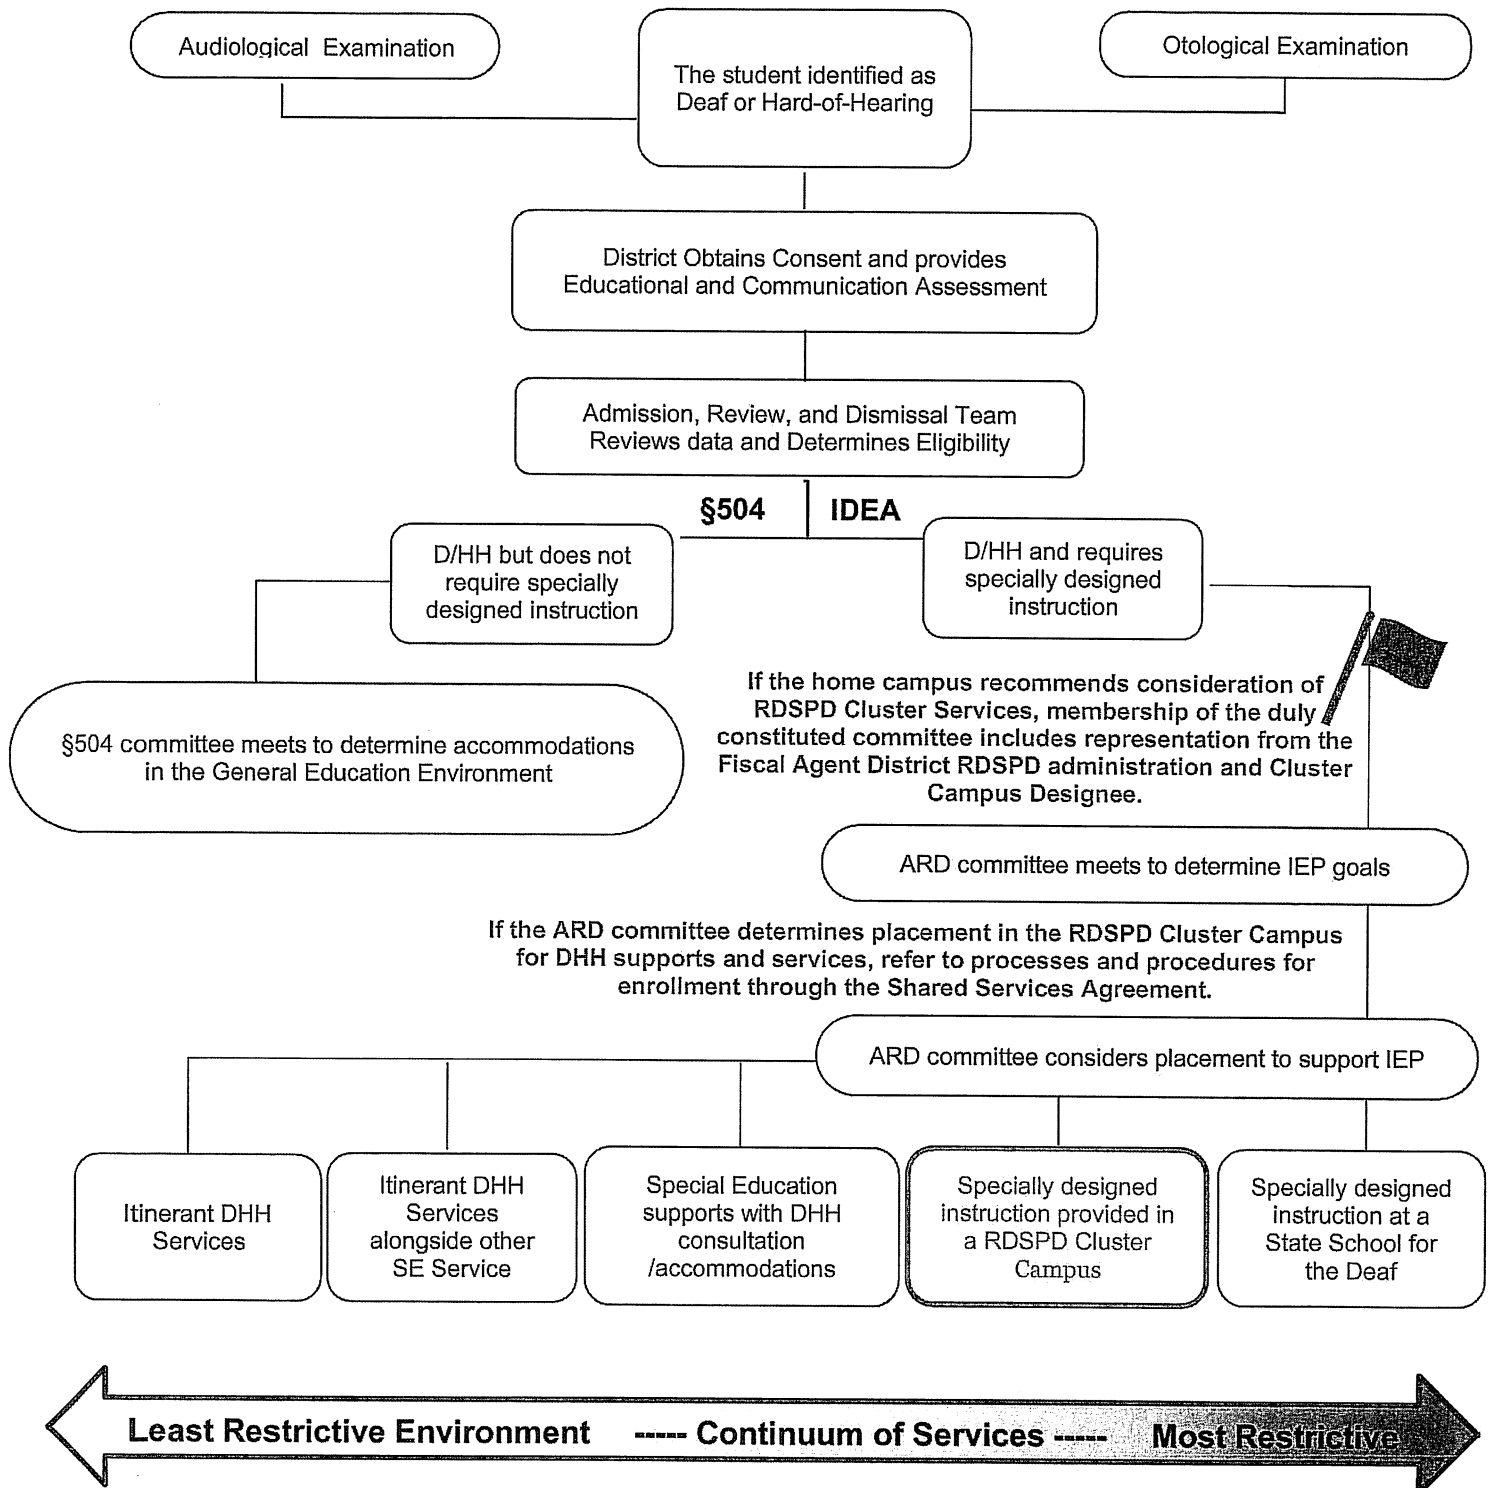 Audiological Examination
The student identified as
Deaf or Hard-of-Hearing
Otological Examination
District Obtains Consent and provides
Educational and Communication Assessment
Admission, Review, and Dismissal Team
Reviews data and Determines Eligibility
§504
IDEA
D/HH but does not
require specially
designed instruction
D/HH and requires
specially designed
instruction
§504 committee meets to determine accommodations
in the General Education Environment
If the home campus recommends consideration of
RDSPD Cluster Services, membership of the duly
constituted committee includes representation from the
Fiscal Agent District RDSPD administration and Cluster
Campus Designee.
ARD committee meets to determine IEP goals
If the ARD committee determines placement in the RDSPD Cluster Campus
for DHH supports and services, refer to processes and procedures for
enrollment through the Shared Services Agreement.
ARD committee considers placement to support IEP
Itinerant DHH
Services
Itinerant DHH
Services
alongside other
SE Service
Special Education
supports with DHH
consultation
/accommodations
Specially designed
instruction provided in
a RDSPD Cluster
Campus
Specially designed
instruction at a
State School for
the Deaf
Least Restrictive Environment ----- Continuum of Services ----- Most Restrictive